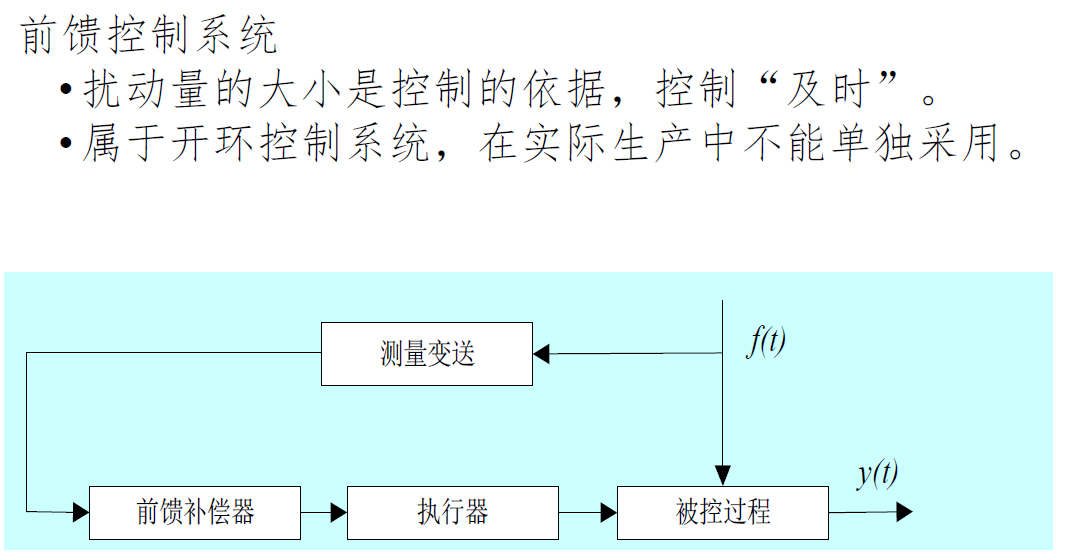 前馈控制系统
•扰动量的大小是控制的依据，控制“及时”。
•属于开环控制系统，在实际生产中不能单独采用。
测量变送
f(t)
y(t)
前馈补偿器
执行器
被控过程